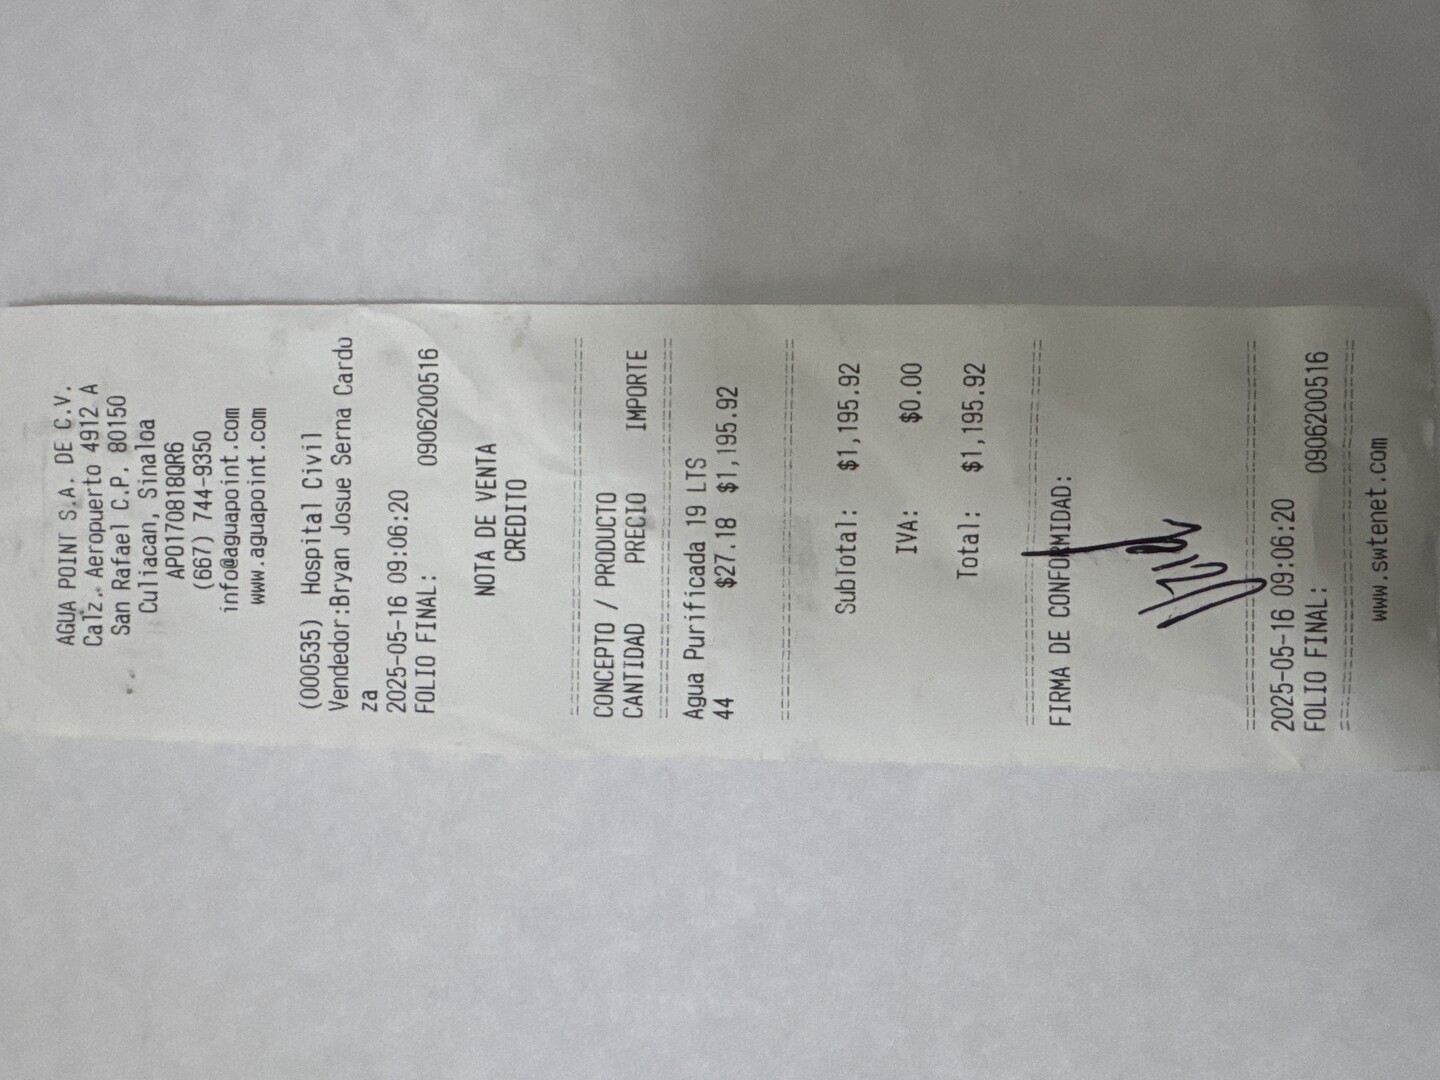 AGUA POINT S.A. DE C.V.
Calz. Aeropuerto 4912 A
San Rafael C.P. 80150
Culiacan, Sinaloa
APO170818QR6
(667) 744-9350
info@aguapoint.com
www.aguapoint.com
(000535) Hospital Civil
Vendedor:Bryan Josue Serna Cardu
za
2025-05-16 09:06:20
FOLIO FINAL: 0906200516
NOTA DE VENTA
CREDITO
CONCEPTO / PRODUCTO
CANTIDAD PRECIO IMPORTE
Agua Purificada 19 LTS
44 $27.18 $1,195.92
SubTotal: $1,195.92
IVA: $0.00
Total: $1,195.92
FIRMA DE CONFORMIDAD:
2025-05-16 09:06:20
FOLIO FINAL: 0906200516
www.swtenet.com